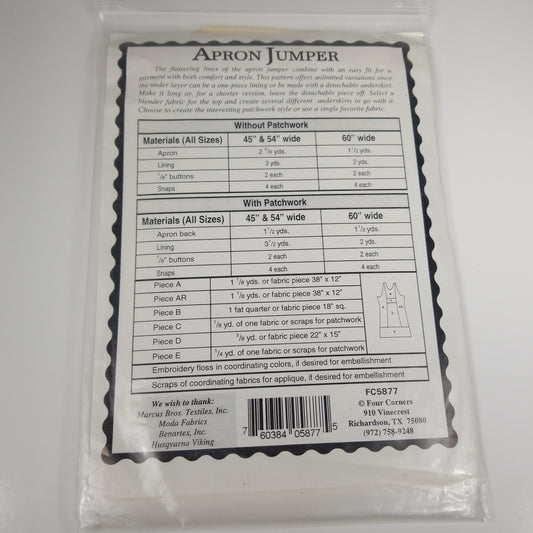 APRON JUMPER
The flattering lines of the apron jumper combine with an easy fit for a
garment with both comfort and style. This pattern offers unlimited variations since
the under layer can be a one-piece lining or be made with a detachable underskirt.
Make it long or, for a shorter version, leave the detachable piece off. Select a
blender fabric for the top and create several different underskirts to go with it.
Choose to create the interesting patchwork style or use a single favorite fabric.
Without Patchwork
Materials (All Sizes) 45" & 54" wide 60" wide
Apron 2 yds. yds.
Lining 3 yds. 2 yds.
7/8" buttons 2 each 2 each
Snaps 4 each 4 each
With Patchwork
Materials (All Sizes) 45" & 54" wide 60" wide
Apron back 1 1/2 yds. yds.
Lining 3 1/2 yds. 2 yds.
7/8" buttons 2 each 2 each
Snaps 4 each 4 each
Piece A 1 1/8 yds. or fabric piece 38" x 12"
Piece AR 1 1/8 yds. or fabric piece 38" x 12"
Piece B 1 fat quarter or fabric piece 18" sq.
Piece C yd. of one fabric or scraps for patchwork
Piece D yd. or fabric piece 22" x 15"
Piece E 1/4 yd. of one fabric or scraps for patchwork
Embroidery floss in coordinating colors, if desired for embellishment
Scraps of coordinating fabrics for applique, if desired for embellishment
We wish to thank:
Marcus Bros. Textiles, Inc.
Moda Fabrics
Benartex, Inc.
Husqvarna Viking
7 60384 05877 5
FC5877
© Four Corners
910 Vinecrest
Richardson, TX 75080
(972) 758-9248